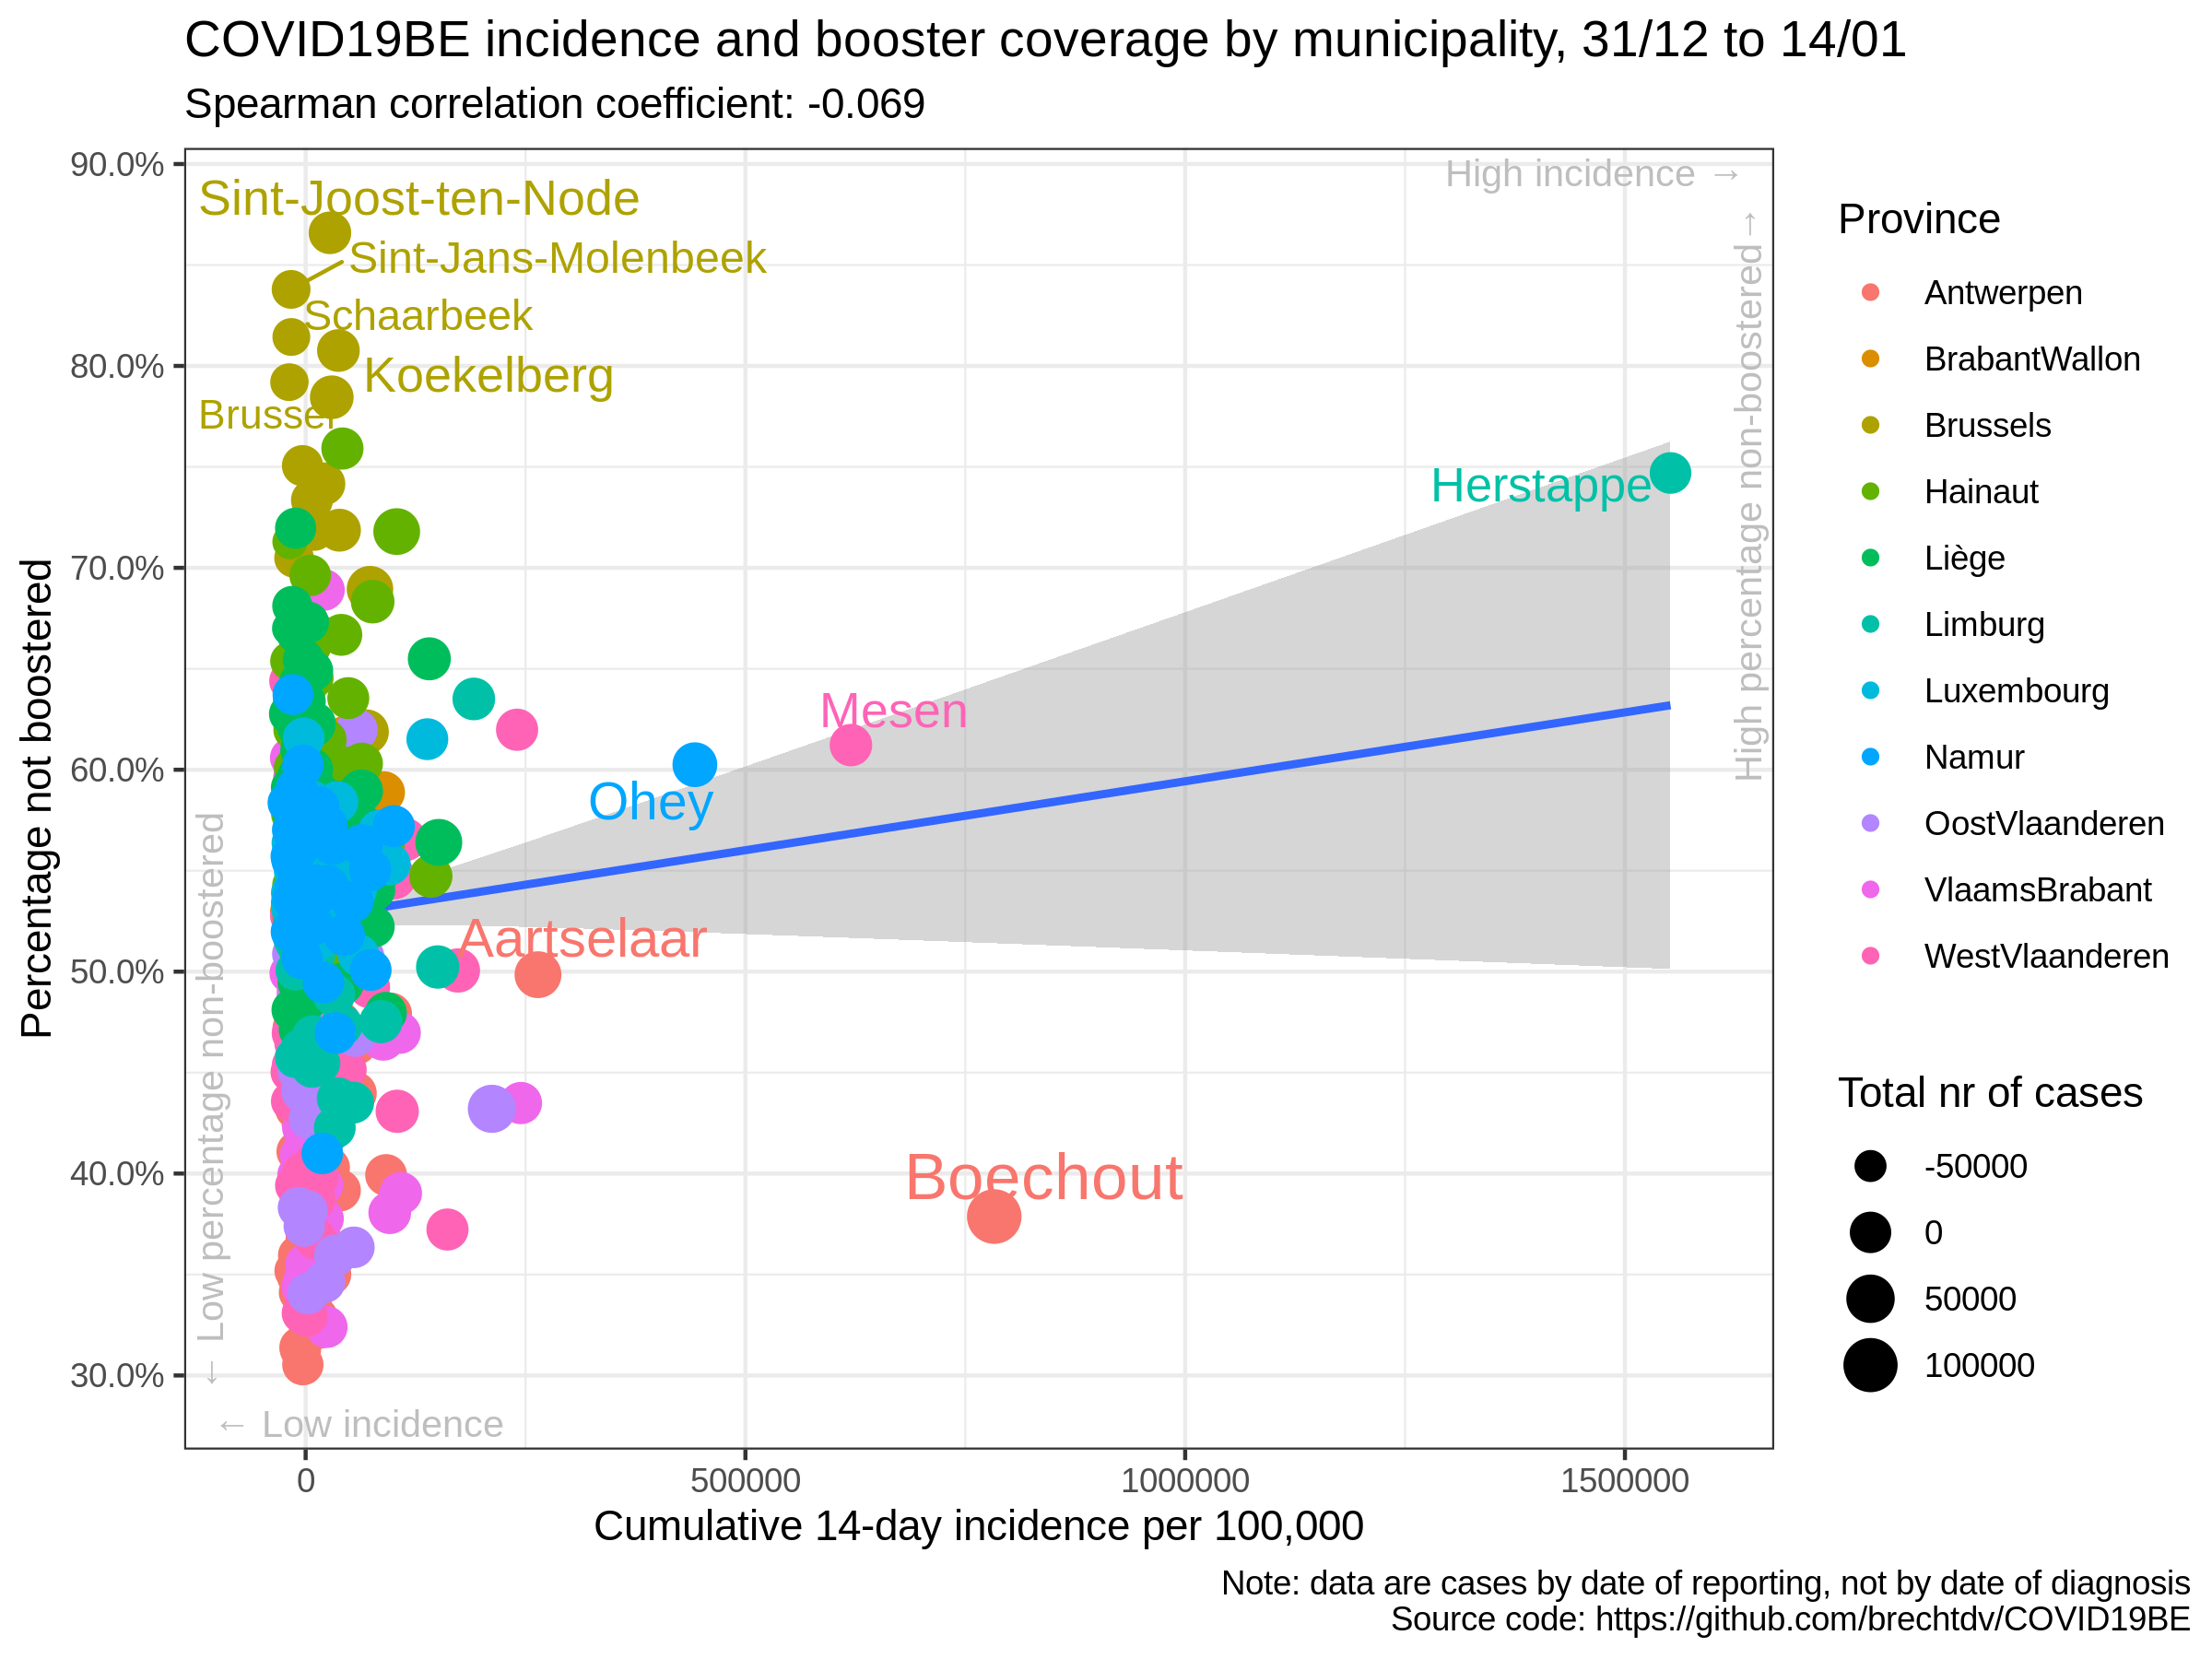 COVID19BE incidence and booster coverage by municipality, 31/12 to 14/01
Spearman correlation coefficient: -0.069
90.0%
80.0%
70.0%
60.0%
50.0%
40.0%
30.0%
Percentage not boostered
High incidence →
High percentage non-boostered →
Sint-Joost-ten-Node
Sint-Jans-Molenbeek
Schaarbeek
Koekelberg
Brussel
Herstappe
Mesen
Ohey
Aartselaar
Boechout
← Low percentage non-boostered
← Low incidence
0
500000
1000000
1500000
Cumulative 14-day incidence per 100,000
Province
Antwerpen
BrabantWallon
Brussels
Hainaut
Liège
Limburg
Luxembourg
Namur
OostVlaanderen
VlaamsBrabant
WestVlaanderen
Total nr of cases
-50000
0
50000
100000
Note: data are cases by date of reporting, not by date of diagnosis
Source code: https://github.com/brechtdv/COVID19BE